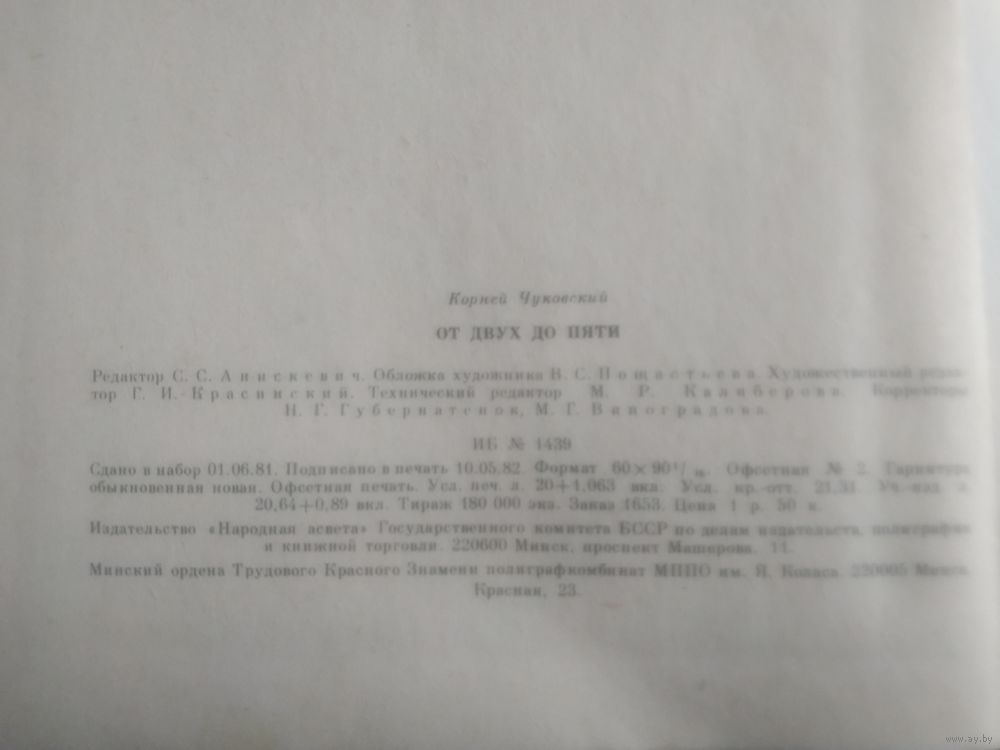 Корней Чуковский
ОТ ДВУХ ДО ПЯТИ
Редактор С. С. Анискевич. Обложка художника В. С. Пощастьева. Художественный редак-
тор Г. И. Красинский. Технический редактор М. Р. Калиберова. Корректоры
Н. Г. Губернатенок, М. Г. Виноградова.
ИБ № 1439
Сдано в набор 01.06.81. Подписано в печать 10.05.82. Формат 60×90¹/₁₆. Офсетная № 2. Гарнитура
обыкновенная новая. Офсетная печать. Усл. печ. л. 20+1,063 вкл. Усл. кр.-отт. 21,31. Уч.-изд. л.
20,64+0,89 вкл. Тираж 180 000 экз. Заказ 1653. Цена 1 р. 50 к.
Издательство «Народная асвета» Государственного комитета БССР по делам издательств, полиграфии
и книжной торговли. 220600 Минск, проспект Машерова, 11.
Минский ордена Трудового Красного Знамени полиграфкомбинат МППО им. Я. Коласа. 220005 Минск,
Красная, 23.
www.ay.by